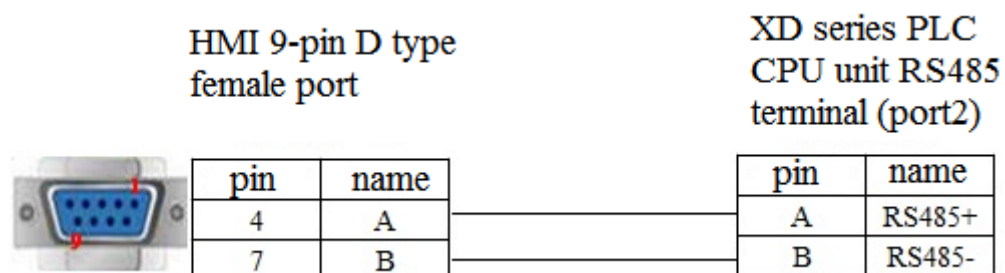 HMI 9-pin D type
female port
XD series PLC
CPU unit RS485
terminal (port2)
1
9
pin name
4 A
7 B
pin name
A RS485+
B RS485-